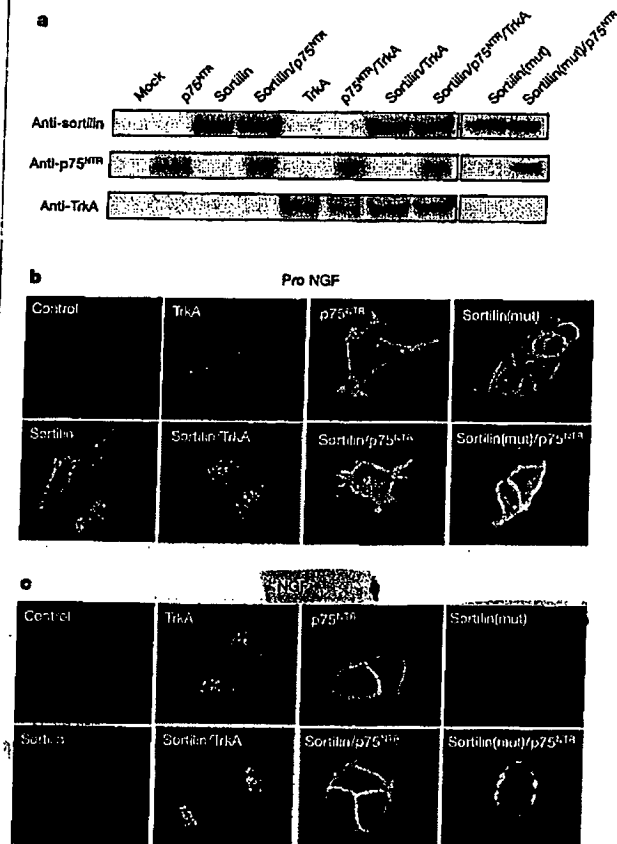 a
Mock
p75NTR
Sortilin
Sortilin/p75NTR
TrkA
p75NTR/TrkA
Sortilin/TrkA
Sortilin/p75NTR/TrkA
Sortilin(mut)
Sortilin(mut)/p75NTR
Anti-sortilin
Anti-p75NTR
Anti-TrkA
b
Pro NGF
Control TrkA p75NTR Sortilin(mut)
Sortilin Sortilin/TrkA Sortilin/p75NTR Sortilin(mut)/p75NTR
c
NGF
Control TrkA p75NTR Sortilin(mut)
Sortilin Sortilin/TrkA Sortilin/p75NTR Sortilin(mut)/p75NTR